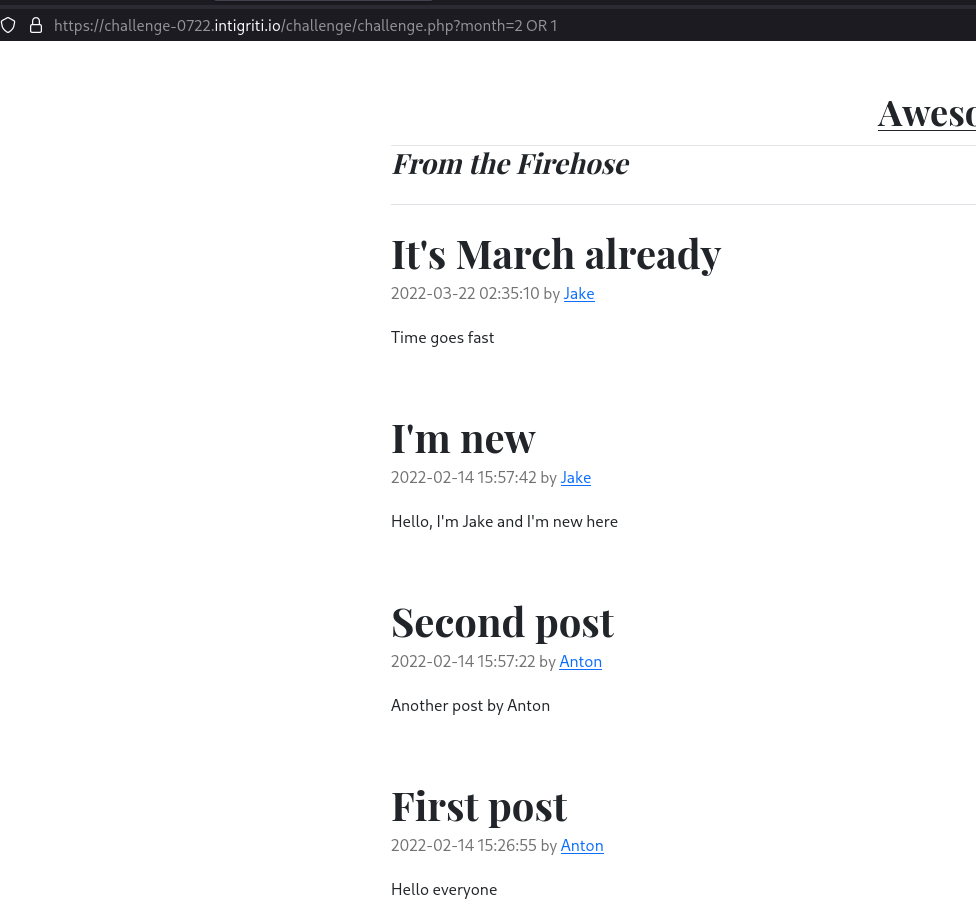 https://challenge-0722.intigriti.io/challenge/challenge.php?month=2 OR 1
Aweso
From the Firehose
It's March already
2022-03-22 02:35:10 by Jake
Time goes fast
I'm new
2022-02-14 15:57:42 by Jake
Hello, I'm Jake and I'm new here
Second post
2022-02-14 15:57:22 by Anton
Another post by Anton
First post
2022-02-14 15:26:55 by Anton
Hello everyone